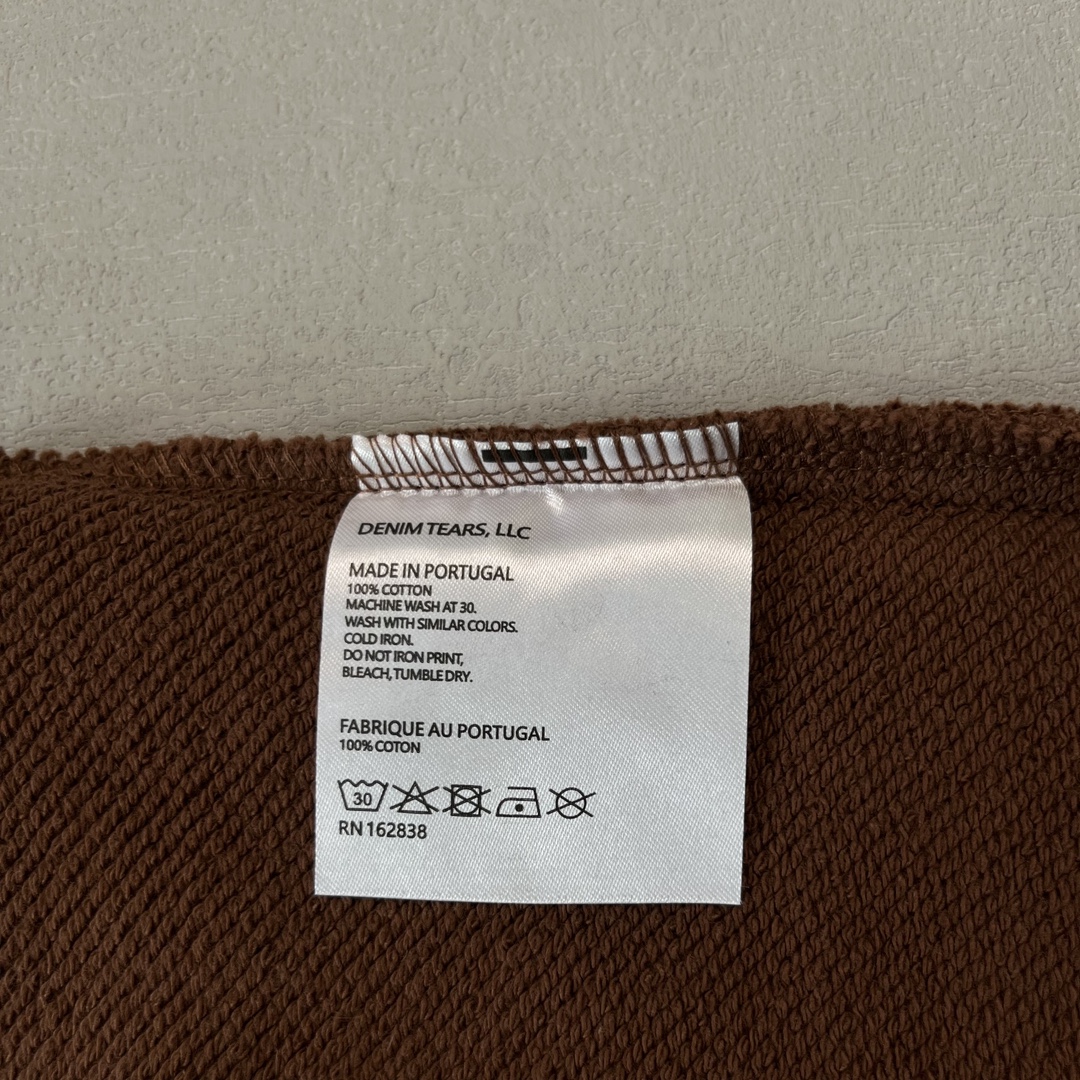 DENIM TEARS, LLC
MADE IN PORTUGAL
100% COTTON
MACHINE WASH AT 30.
WASH WITH SIMILAR COLORS.
COLD IRON.
DO NOT IRON PRINT,
BLEACH, TUMBLE DRY.
FABRIQUE AU PORTUGAL
100% COTON
30
RN 162838